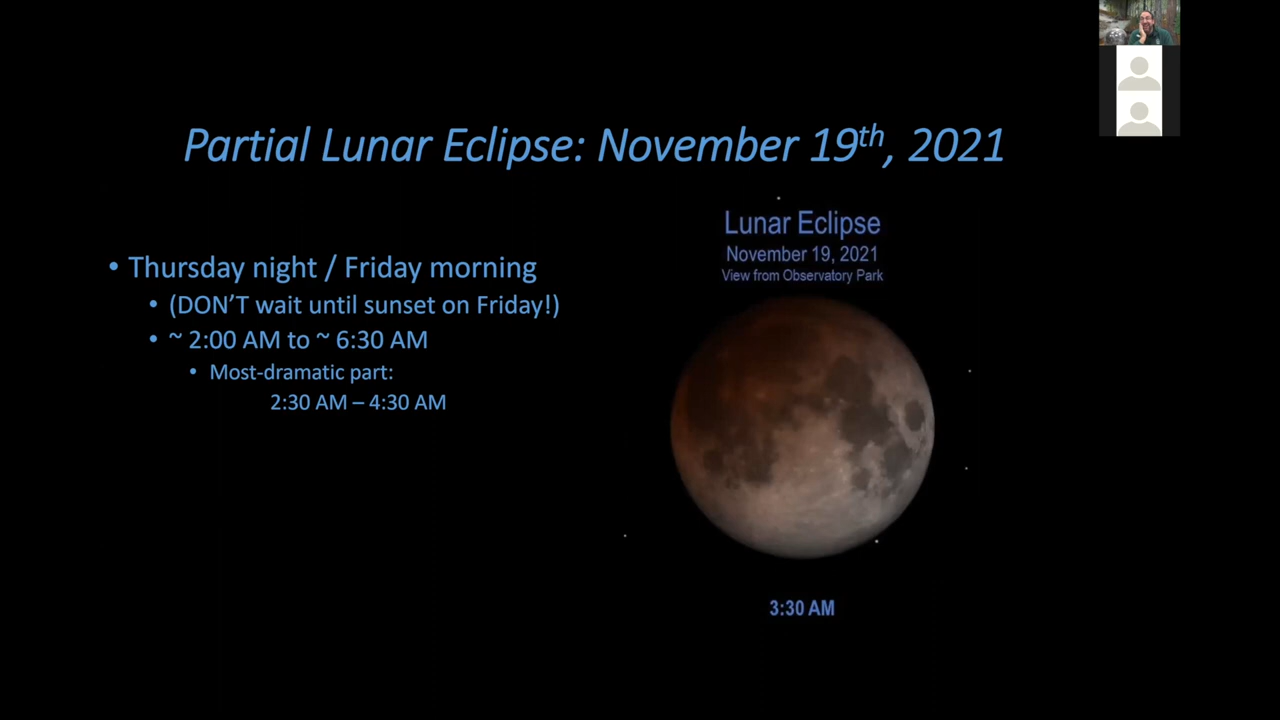 Partial Lunar Eclipse: November 19th, 2021
• Thursday night / Friday morning
• (DON’T wait until sunset on Friday!)
• ~ 2:00 AM to ~ 6:30 AM
• Most-dramatic part:
2:30 AM – 4:30 AM
Lunar Eclipse
November 19, 2021
View from Observatory Park
3:30 AM